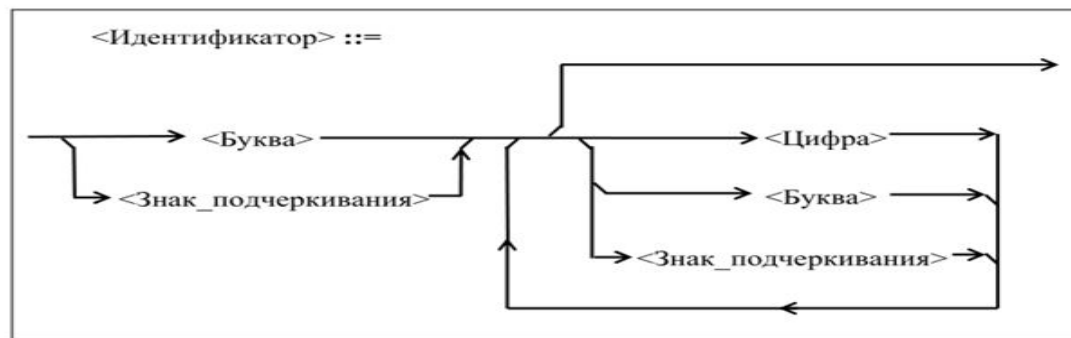 <Идентификатор> ::=
<Буква> <Цифра>
<Знак_подчеркивания> <Буква>
<Знак_подчеркивания>